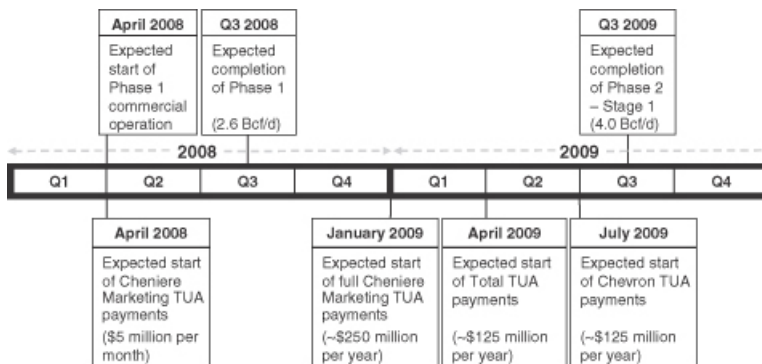 April 2008
Expected
start of
Phase 1
commercial
operation
Q3 2008
Expected
completion
of Phase 1
(2.6 Bcf/d)
Q3 2009
Expected
completion
of Phase 2
– Stage 1
(4.0 Bcf/d)
2008
2009
Q1 Q2 Q3 Q4 Q1 Q2 Q3 Q4
April 2008
Expected start
of Cheniere
Marketing TUA
payments
($5 million per
month)
January 2009
Expected start
of full Cheniere
Marketing TUA
payments
(~$250 million
per year)
April 2009
Expected start
of Total TUA
payments
(~$125 million
per year)
July 2009
Expected start
of Chevron TUA
payments
(~$125 million
per year)